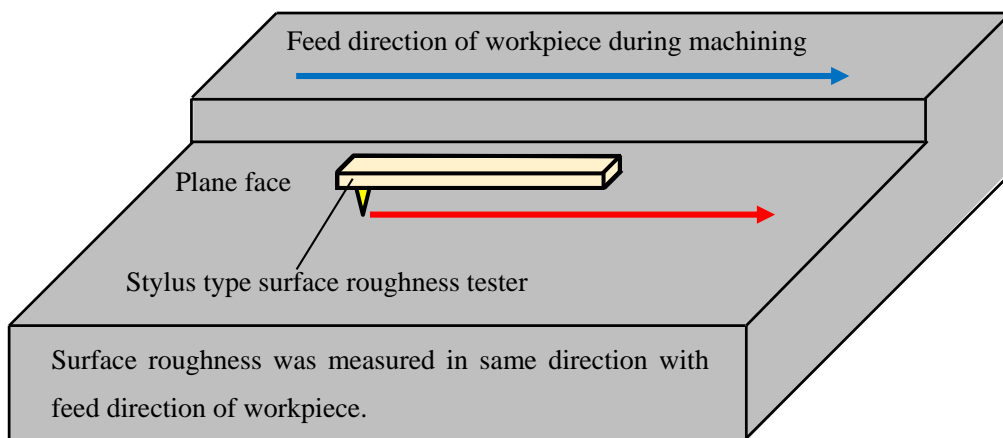 Feed direction of workpiece during machining
Plane face
Stylus type surface roughness tester
Surface roughness was measured in same direction with
feed direction of workpiece.